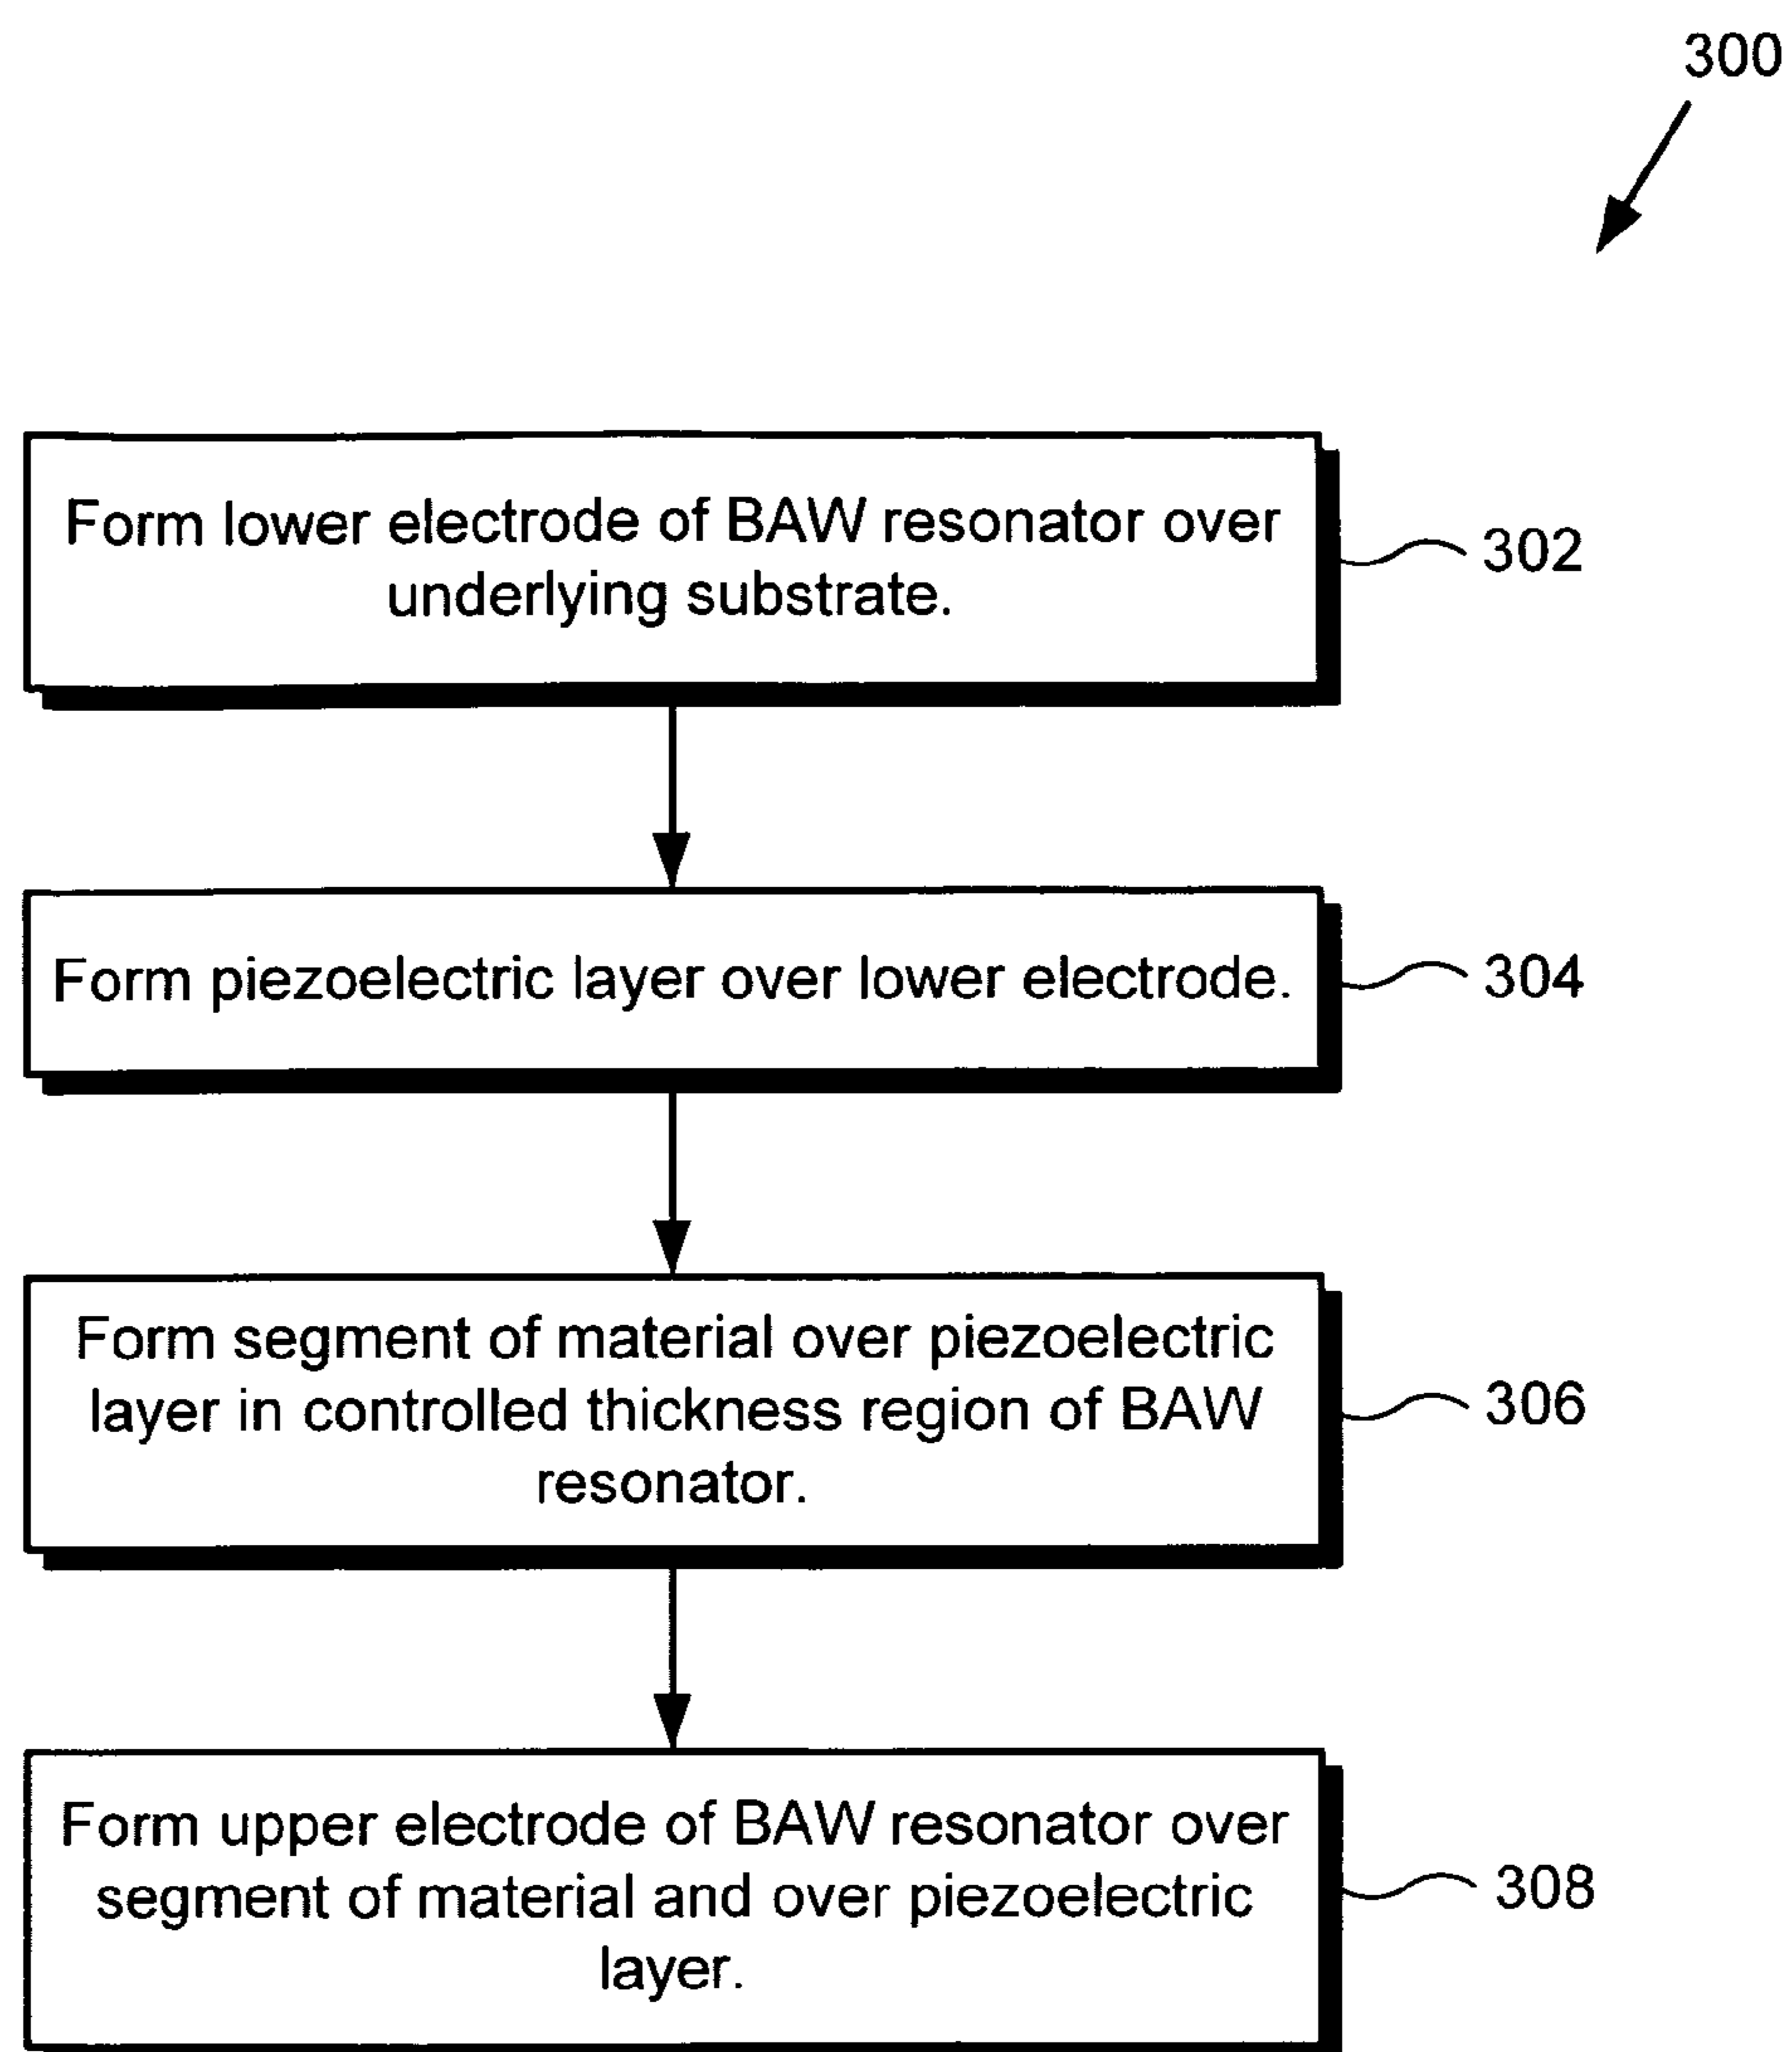 300
Form lower electrode of BAW resonator over
underlying substrate.
302
Form piezoelectric layer over lower electrode.
304
Form segment of material over piezoelectric
layer in controlled thickness region of BAW
resonator.
306
Form upper electrode of BAW resonator over
segment of material and over piezoelectric
layer.
308